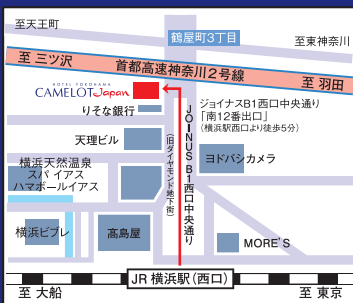 至天王町
鶴屋町3丁目
至東神奈川
至 三ツ沢
首都高速神奈川2号線
至 羽田
HOTEL YOKOHAMA
CAMELOT Japan
りそな銀行
ジョイナスB1西口中央通り
「南12番出口」
(横浜駅西口より徒歩5分)
天理ビル
JOINUS B1 西口中央通り
(旧ダイヤモンド地下街)
ヨドバシカメラ
横浜天然温泉
スパ イアス
ハマボールイアス
横浜ビブレ
髙島屋
MORE'S
JR 横浜駅(西口)
至 大船
至 東京